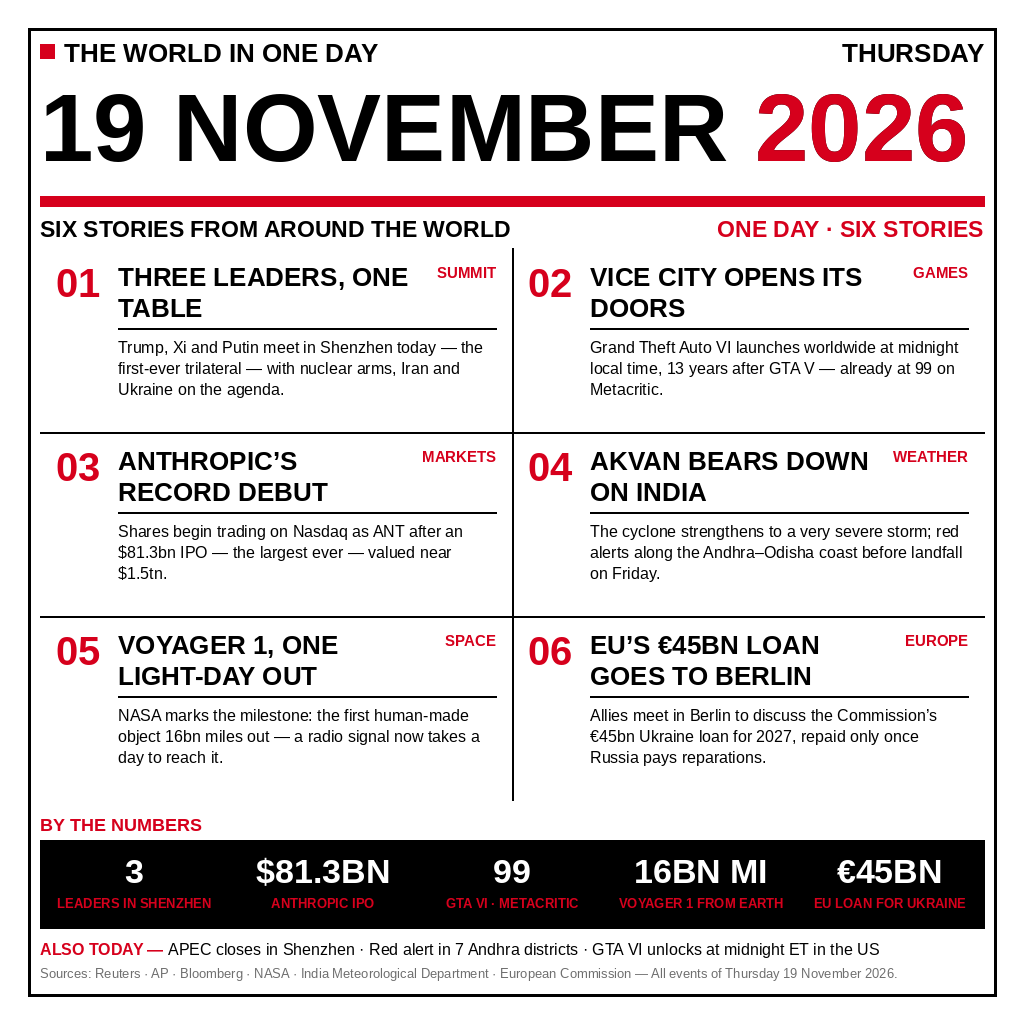 THE WORLD IN ONE DAY
THURSDAY
19 NOVEMBER 2026
SIX STORIES FROM AROUND THE WORLD
ONE DAY · SIX STORIES
01
THREE LEADERS, ONE
TABLE
SUMMIT
Trump, Xi and Putin meet in Shenzhen today — the
first-ever trilateral — with nuclear arms, Iran and
Ukraine on the agenda.
02
VICE CITY OPENS ITS
DOORS
GAMES
Grand Theft Auto VI launches worldwide at midnight
local time, 13 years after GTA V — already at 99 on
Metacritic.
03
ANTHROPIC’S
RECORD DEBUT
MARKETS
Shares begin trading on Nasdaq as ANT after an
$81.3bn IPO — the largest ever — valued near
$1.5tn.
04
AKVAN BEARS DOWN
ON INDIA
WEATHER
The cyclone strengthens to a very severe storm; red
alerts along the Andhra–Odisha coast before landfall
on Friday.
05
VOYAGER 1, ONE
LIGHT-DAY OUT
SPACE
NASA marks the milestone: the first human-made
object 16bn miles out — a radio signal now takes a
day to reach it.
06
EU’S €45BN LOAN
GOES TO BERLIN
EUROPE
Allies meet in Berlin to discuss the Commission’s
€45bn Ukraine loan for 2027, repaid only once
Russia pays reparations.
BY THE NUMBERS
3
LEADERS IN SHENZHEN
$81.3BN
ANTHROPIC IPO
99
GTA VI · METACRITIC
16BN MI
VOYAGER 1 FROM EARTH
€45BN
EU LOAN FOR UKRAINE
ALSO TODAY — APEC closes in Shenzhen · Red alert in 7 Andhra districts · GTA VI unlocks at midnight ET in the US
Sources: Reuters · AP · Bloomberg · NASA · India Meteorological Department · European Commission — All events of Thursday 19 November 2026.